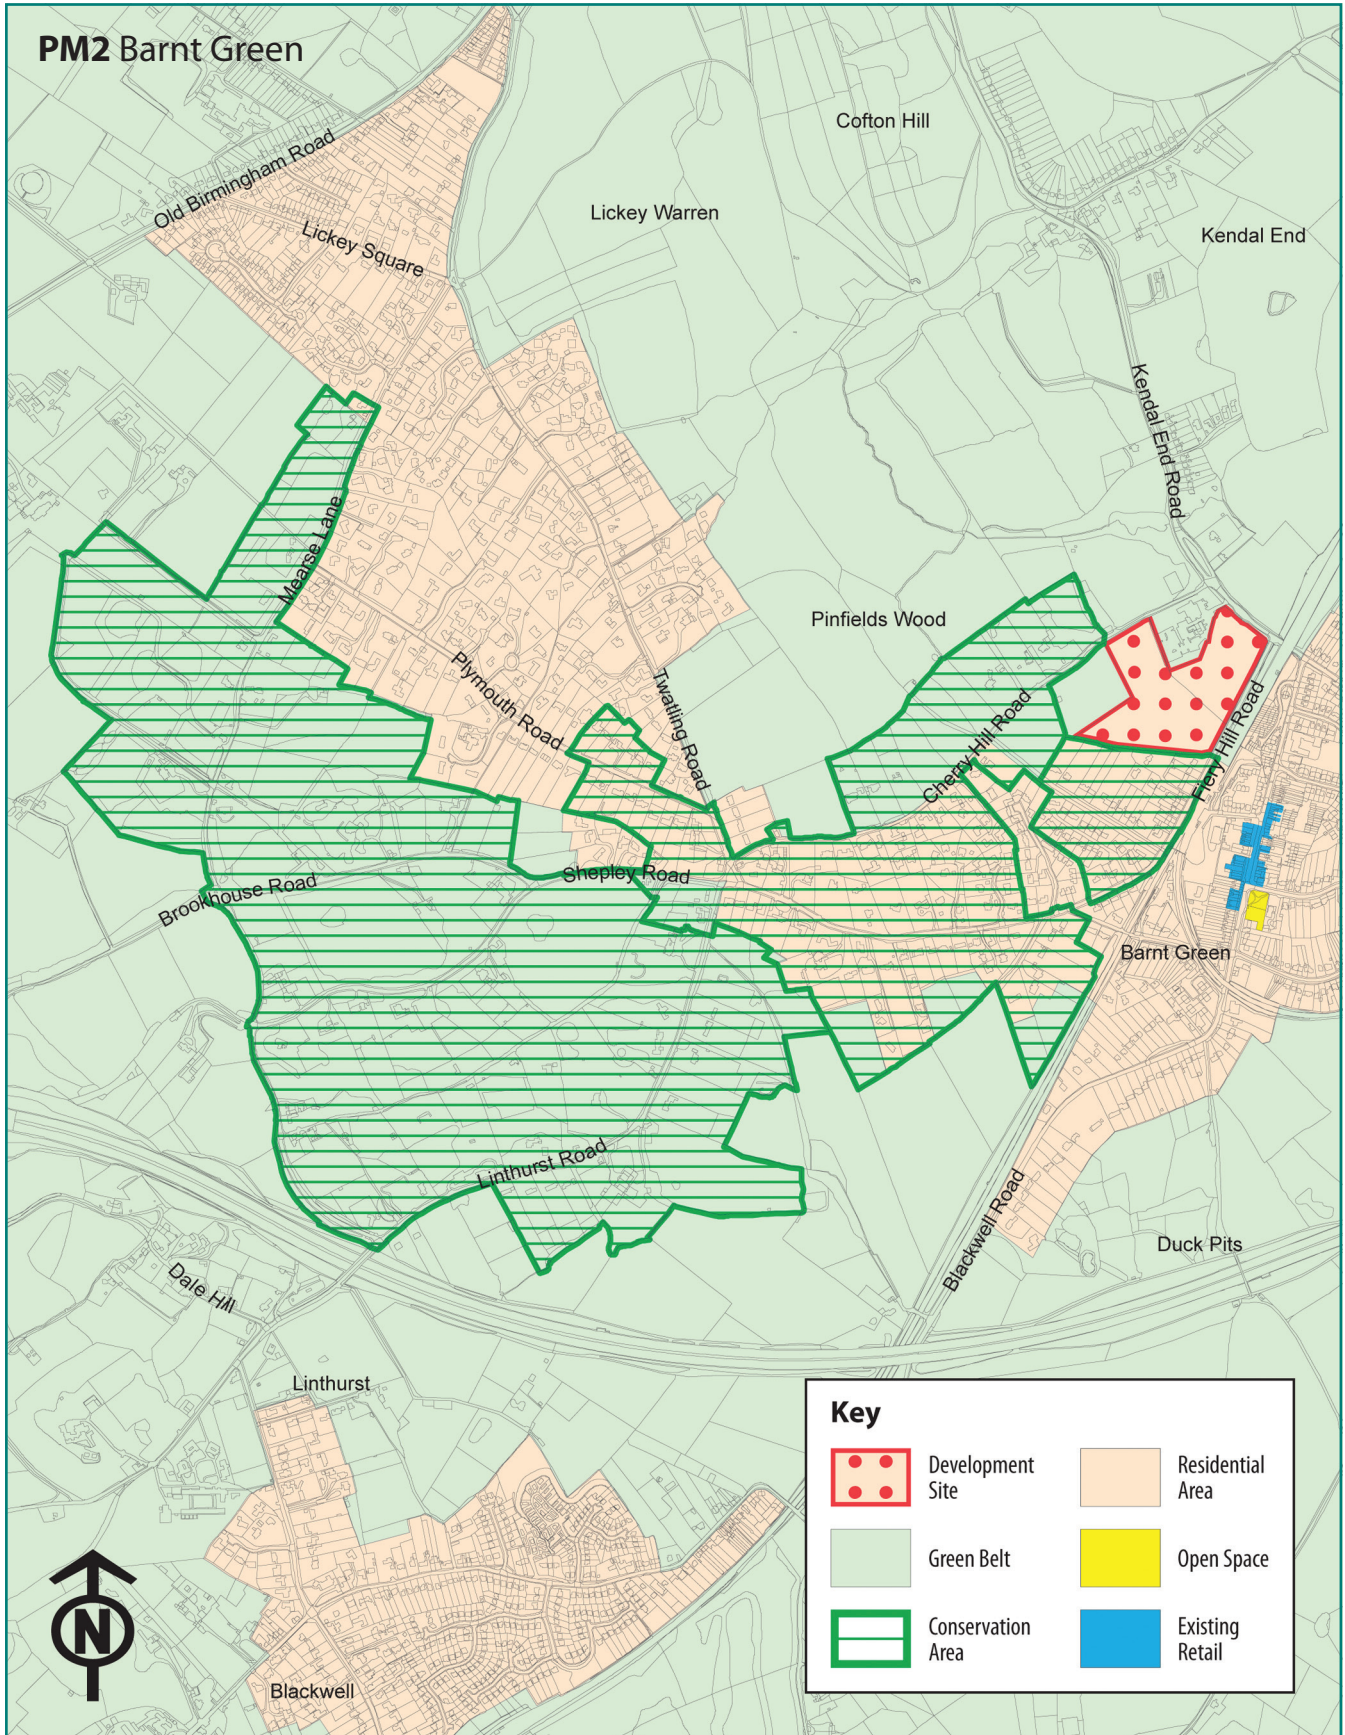 PM2 Barnt Green
Cofton Hill
Old Birmingham Road
Lickey Warren
Kendal End
Lickey Square
Kendal End Road
Mearse Lane
Pinfields Wood
Plymouth Road
Twatling Road
Cherry Hill Road
Fiery Hill Road
Shepley Road
Brookhouse Road
Barnt Green
Linthurst Road
Blackwell Road
Duck Pits
Dale Hill
Linthurst
Blackwell
N
Key
Development
Site
Residential
Area
Green Belt
Open Space
Conservation
Area
Existing
Retail